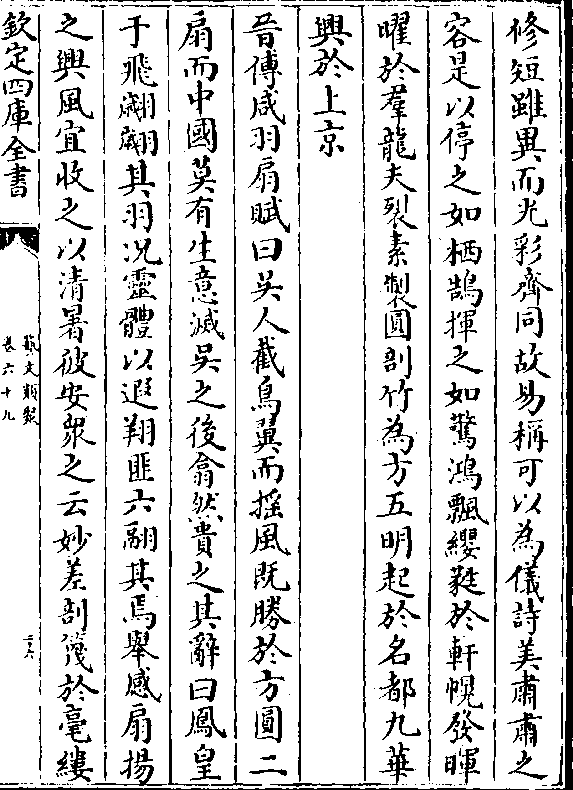 修短雖異而光彩齊同故易稱可以為儀詩美肅肅之
容是以停之如栖鵠揮之如驚鴻飄纓蕤於軒幌發暉
曜於羣龍夫裂素製圓剖竹為方五明起於名都九華
興於上京
晉傅咸羽扇賦曰吳人截鳥翼而搖風既勝於方圓二
扇而中國莫有生意滅吳之後翕然貴之其辭曰鳳皇
于飛翽翽其羽况靈體以遐翔匪六翮其焉舉感扇揚
之興風宜收之以清暑彼安衆之云妙差剖篾於毫縷
欽定四庫全書
藝文類聚
卷六十九
二六